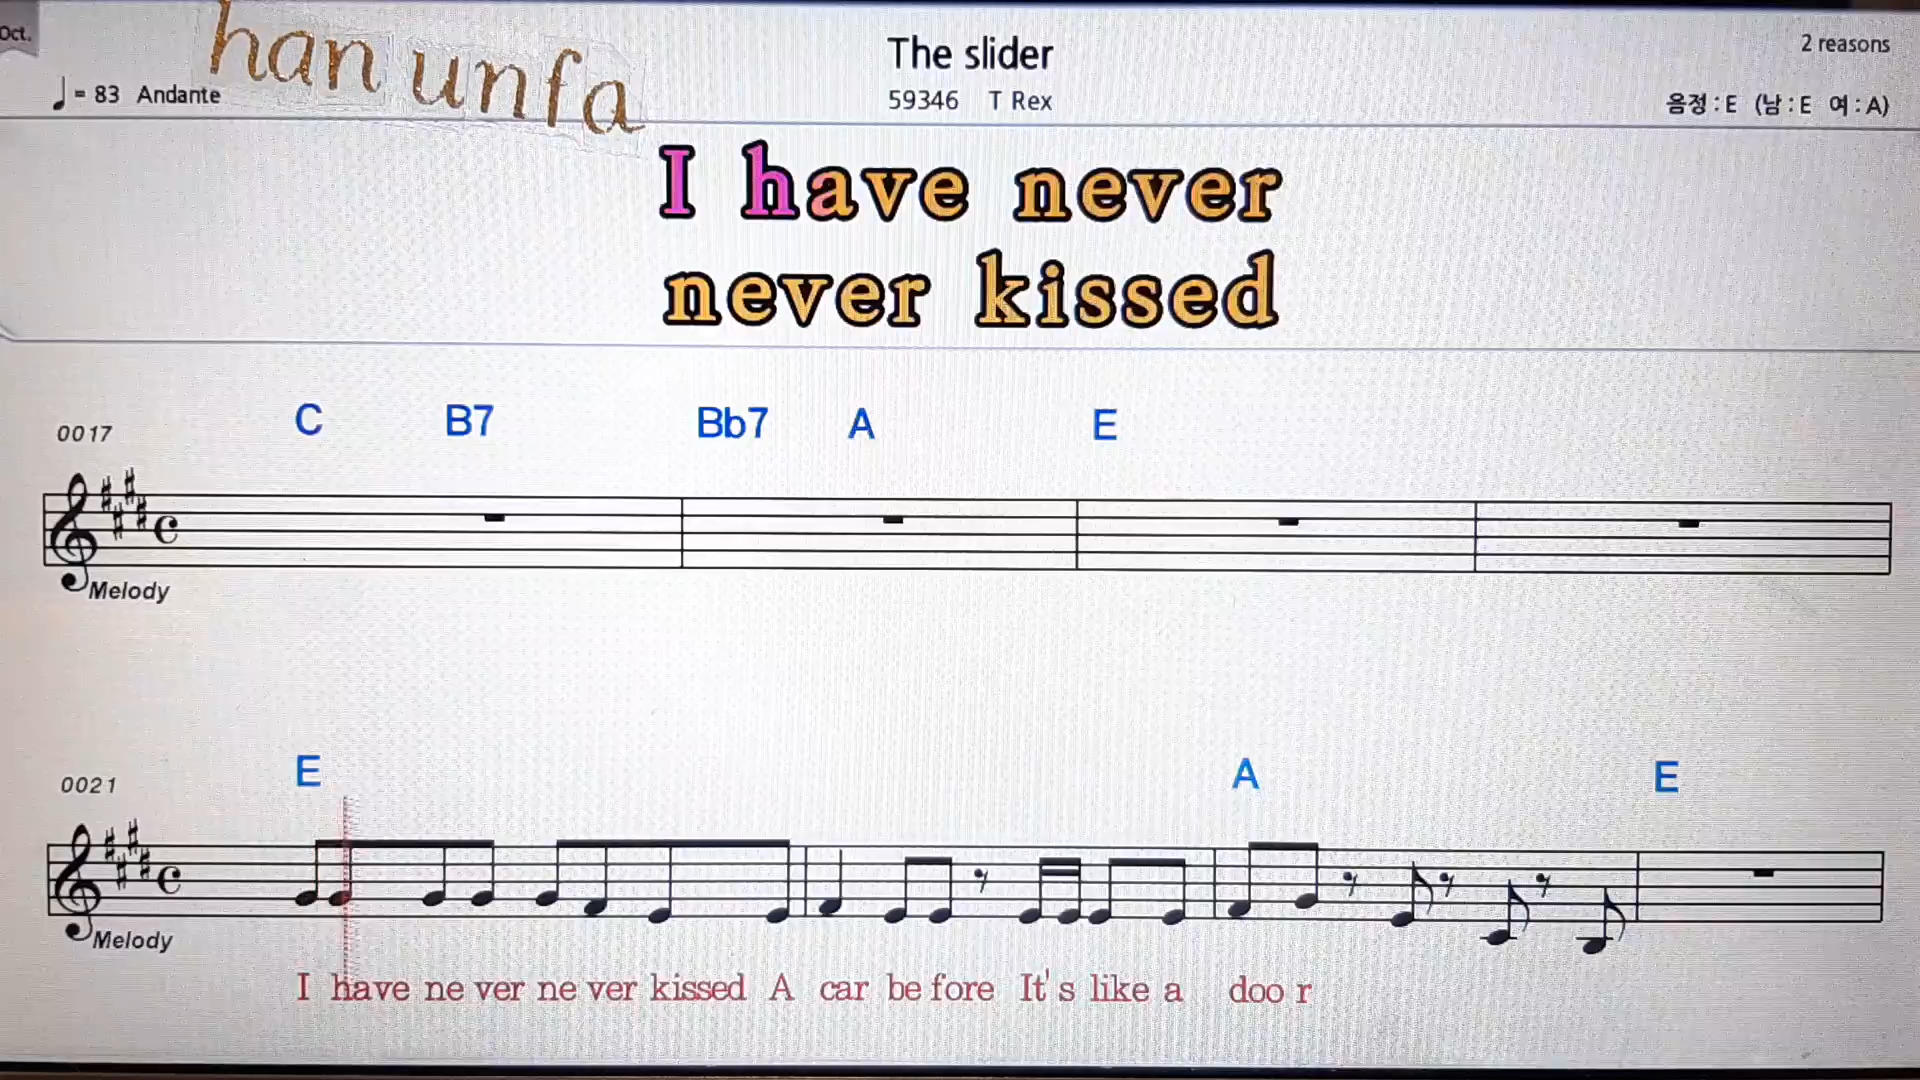 Oct.
han unfa
The slider
2 reasons
♩ = 83 Andante
59346 T Rex
음정 : E (남 : E 여 : A)
I have never
never kissed
C B7 Bb7 A E
0017
Melody
E A E
0021
Melody
I have ne ver ne ver kissed A car be fore It's like a doo r